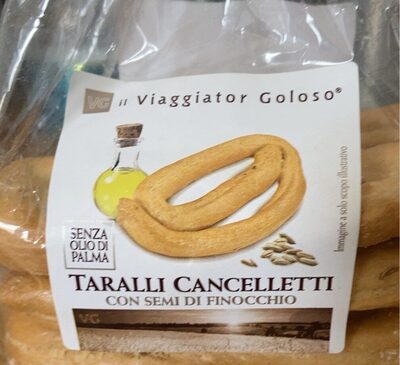 VG il Viaggiator Goloso®
SENZA
OLIO DI
PALMA
Immagine a solo scopo illustrativo
TARALLI CANCELLETTI
CON SEMI DI FINOCCHIO
VG